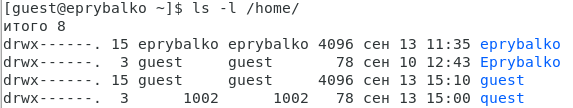 [guest@eprybalko ~]$ ls -l /home/
итого 8
drwx------. 15 eprybalko eprybalko 4096 сен 13 11:35 eprybalko
drwx------.  3 guest     guest       78 сен 10 12:43 Eprybalko
drwx------. 15 guest     guest     4096 сен 13 15:10 guest
drwx------.  3      1002      1002   78 сен 13 15:00 quest